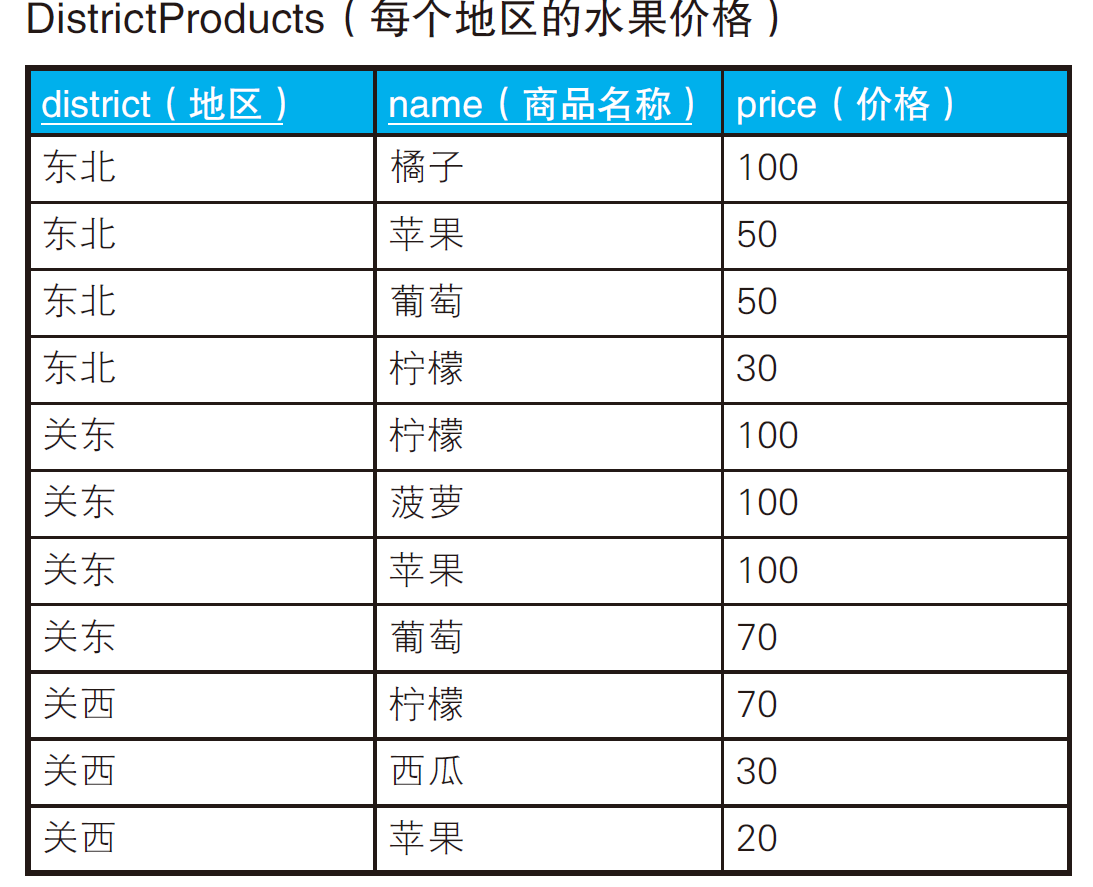 DistrictProducts（每个地区的水果价格）
district（地区） name（商品名称） price（价格）
东北 橘子 100
东北 苹果 50
东北 葡萄 50
东北 柠檬 30
关东 柠檬 100
关东 菠萝 100
关东 苹果 100
关东 葡萄 70
关西 柠檬 70
关西 西瓜 30
关西 苹果 20